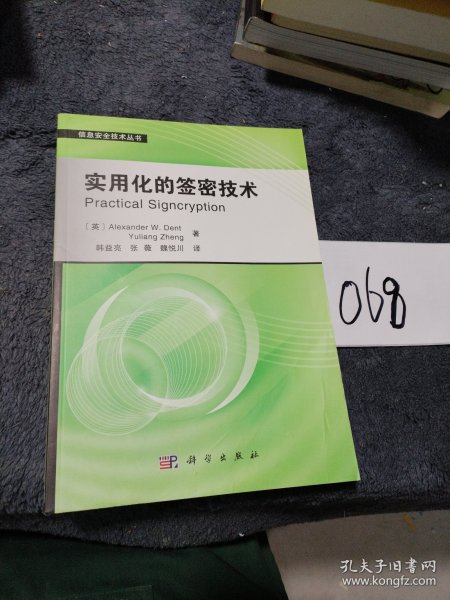 信息安全技术丛书
实用化的签密技术
Practical Signcryption
[英] Alexander W. Dent
Yuliang Zheng 著
韩益亮 张薇 魏悦川 译
科学出版社
068
孔夫子旧书网
www.kongfz.com